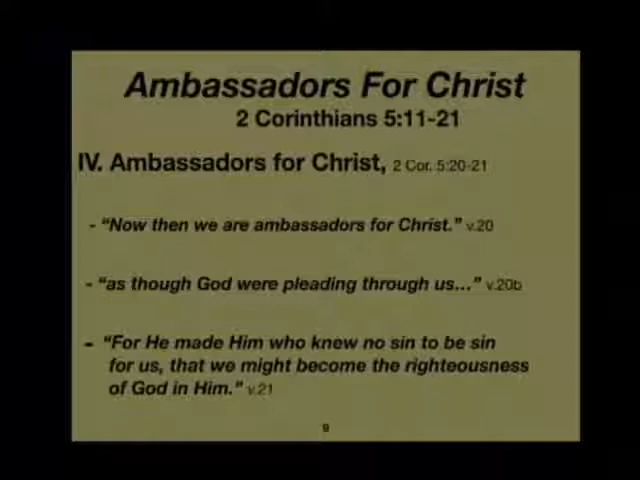 Ambassadors For Christ
2 Corinthians 5:11-21
IV. Ambassadors for Christ, 2 Cor. 5:20-21
- “Now then we are ambassadors for Christ.” v.20
- “as though God were pleading through us...” v.20b
- “For He made Him who knew no sin to be sin
for us, that we might become the righteousness
of God in Him.” v.21
9